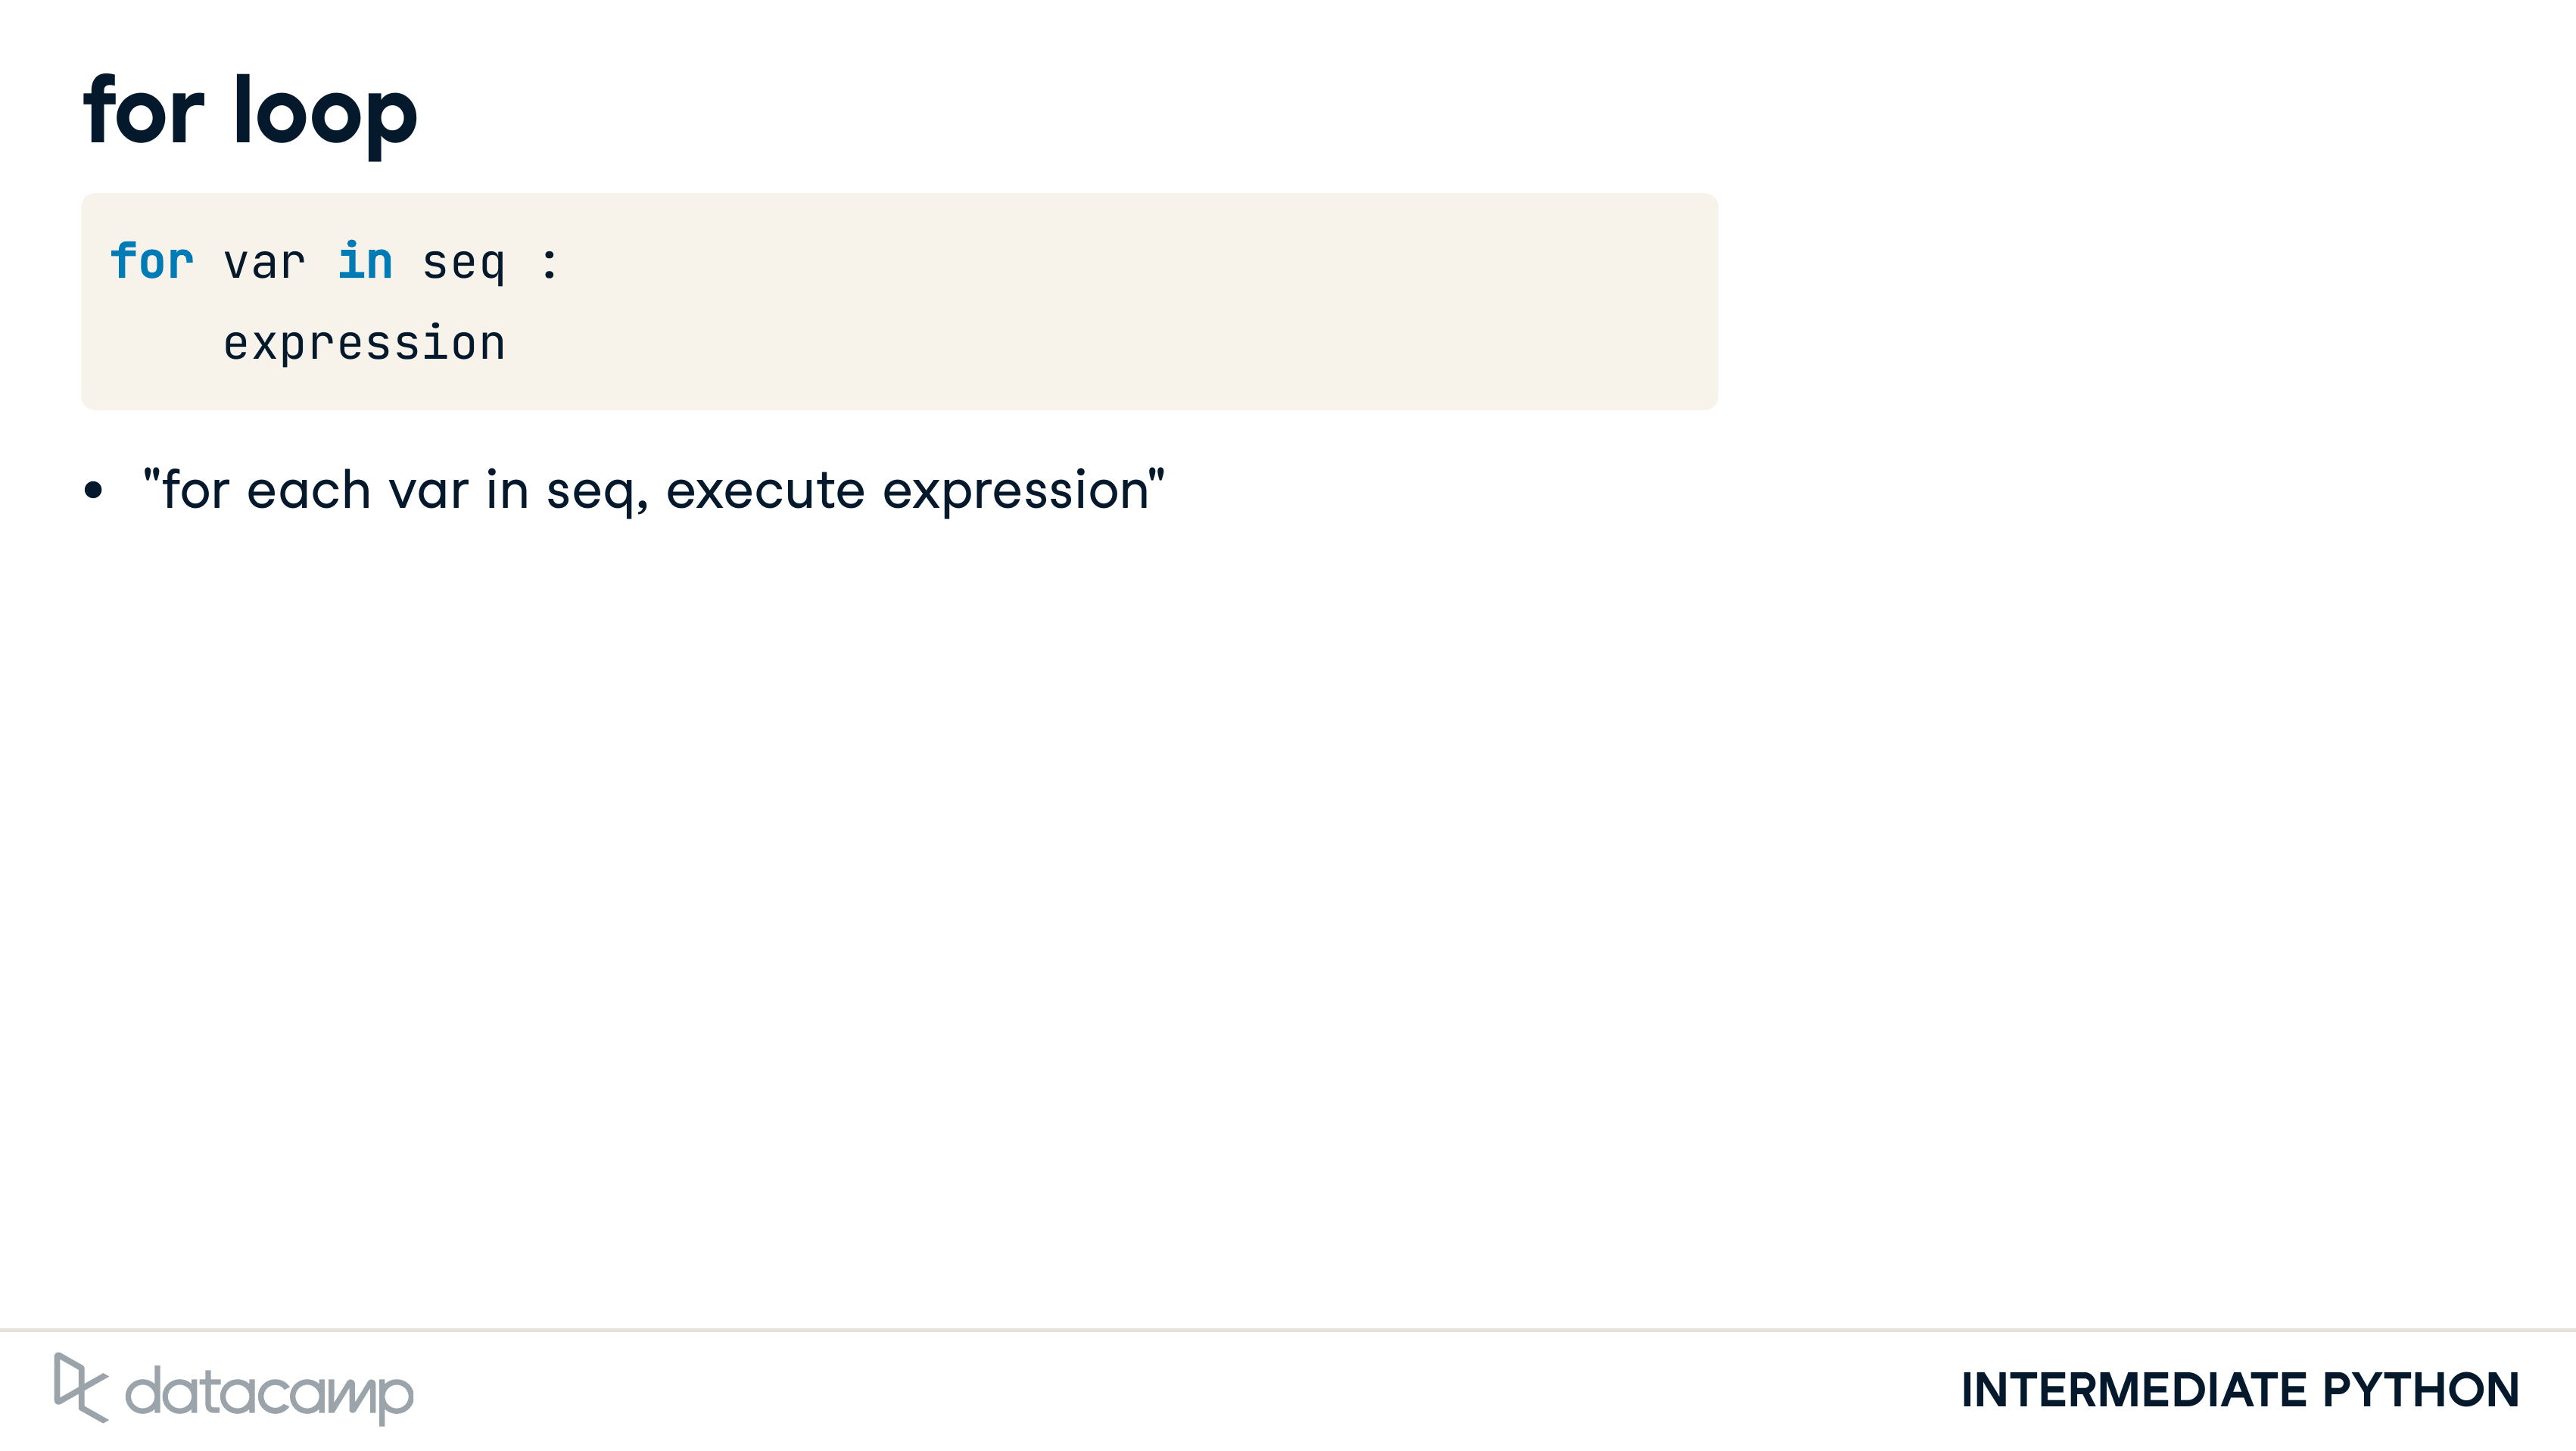 for loop
for var in seq :
    expression
• "for each var in seq, execute expression"
datacamp
INTERMEDIATE PYTHON